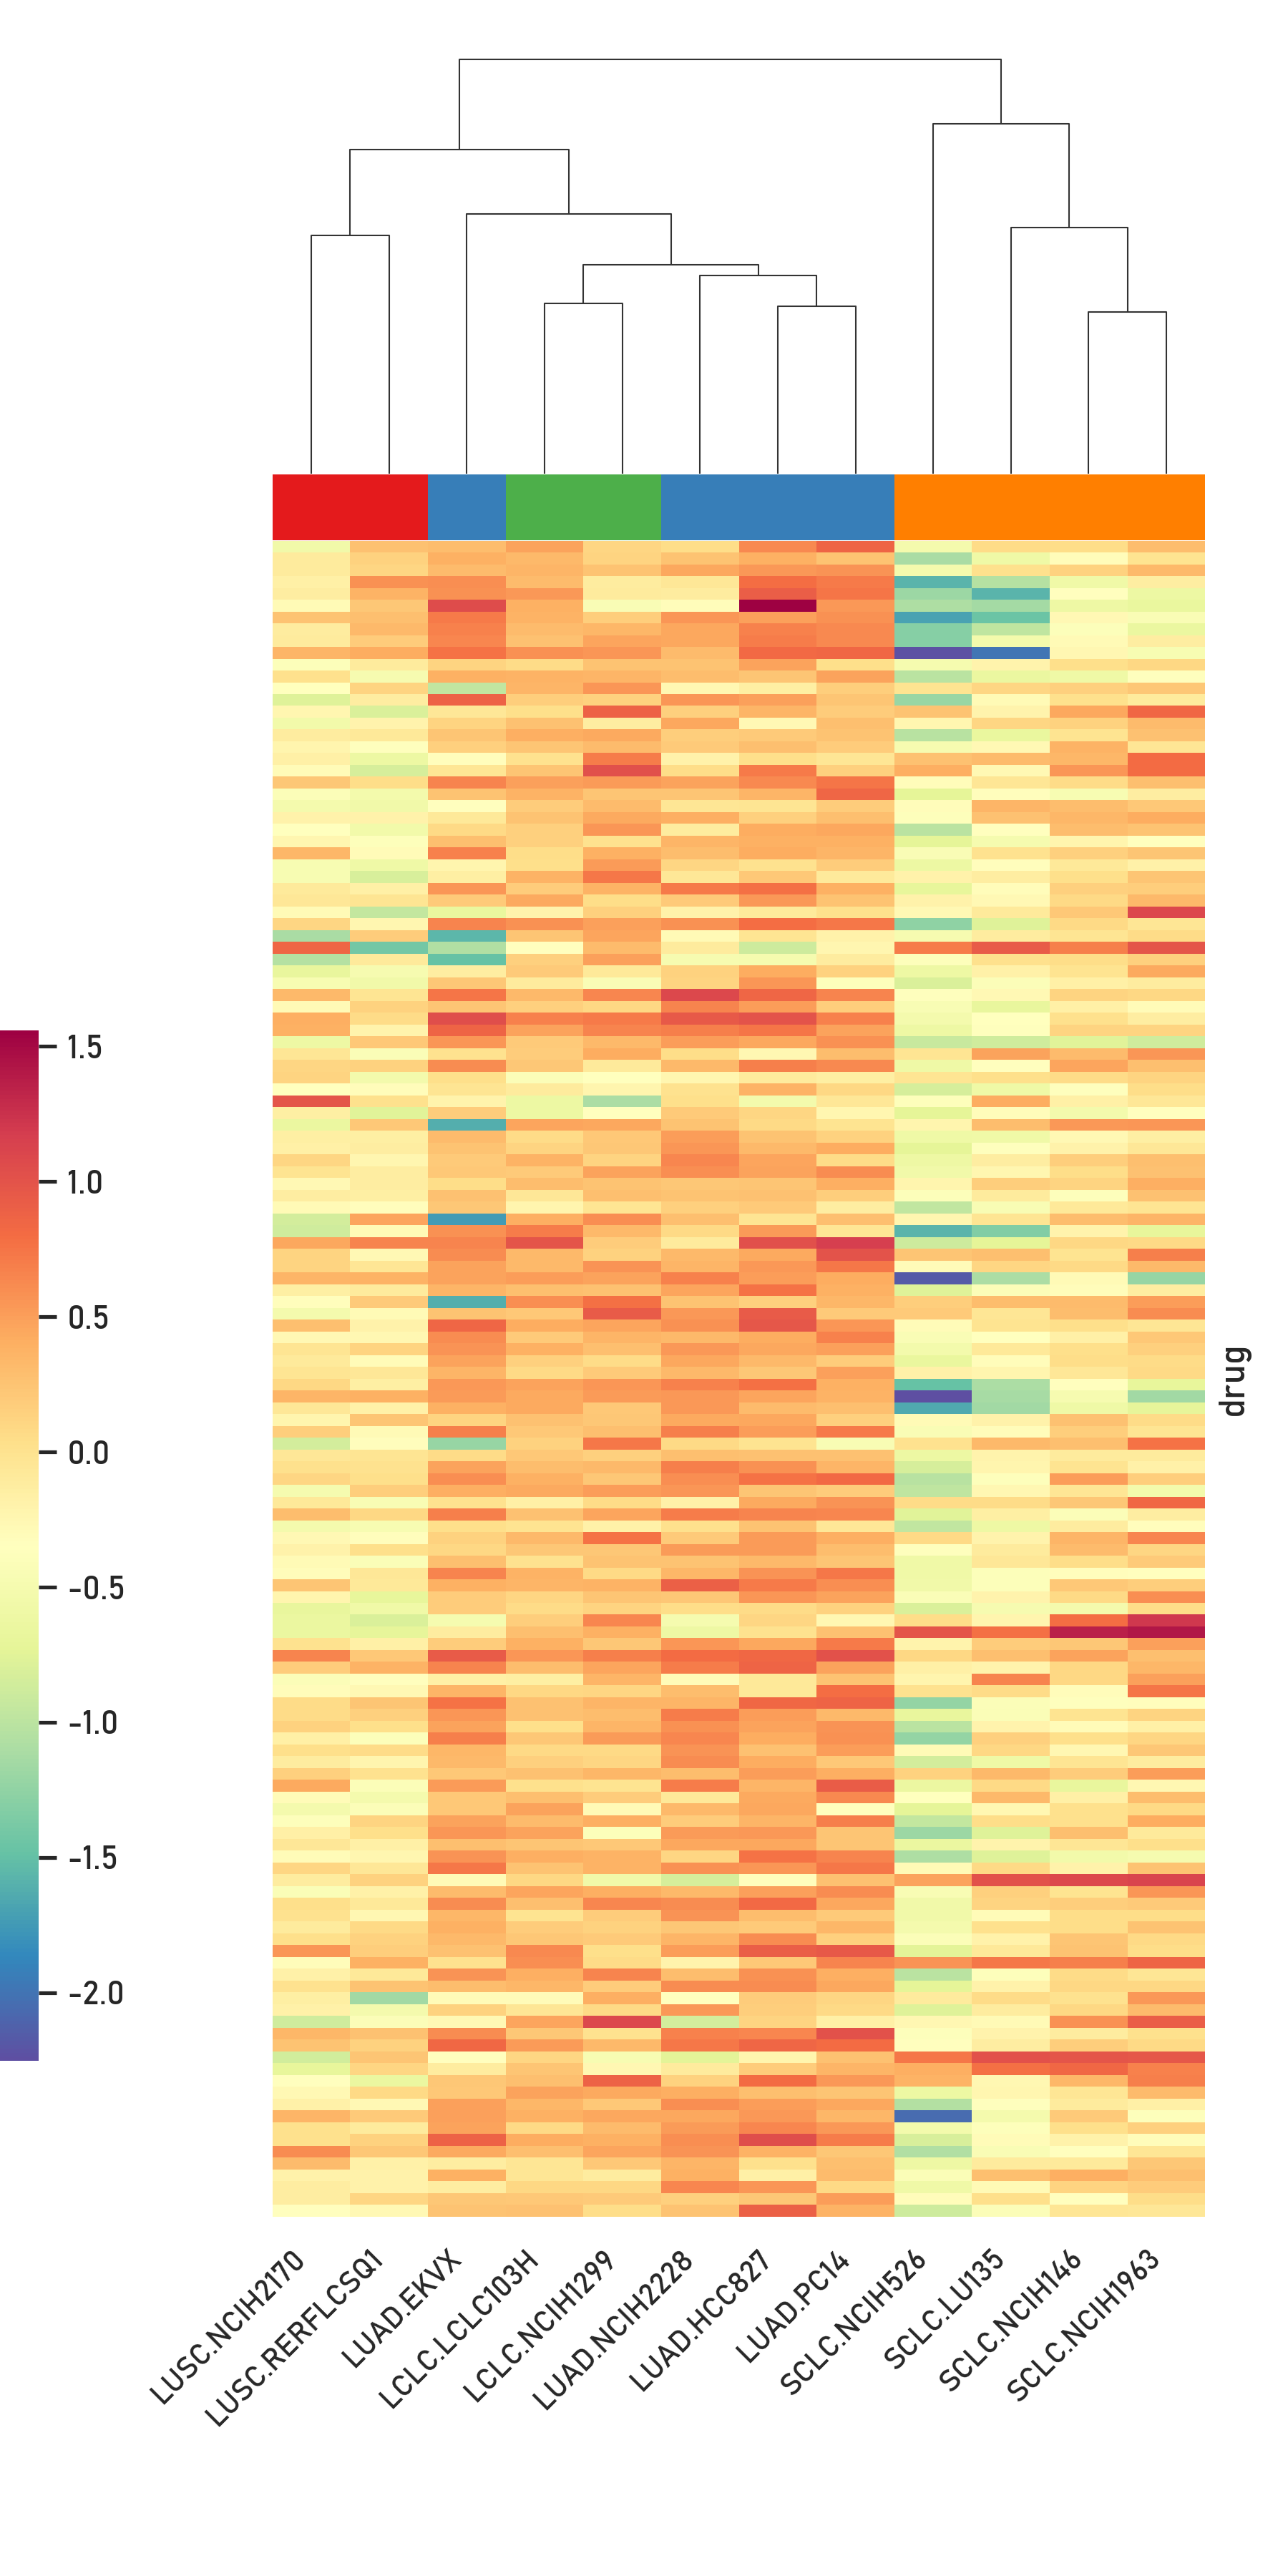 1.5
1.0
0.5
0.0
-0.5
-1.0
-1.5
-2.0
drug
LUSC.NCIH2170
LUSC.RERFLCSQ1
LUAD.EKVX
LCLC.LCLC103H
LCLC.NCIH1299
LUAD.NCIH2228
LUAD.HCC827
LUAD.PC14
SCLC.NCIH526
SCLC.LU135
SCLC.NCIH146
SCLC.NCIH1963